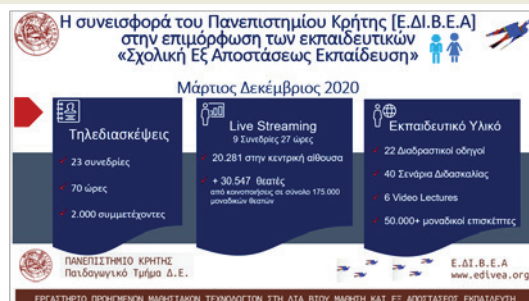 Η συνεισφορά του Πανεπιστημίου Κρήτης [Ε.ΔΙ.Β.Ε.Α]
στην επιμόρφωση των εκπαιδευτικών
«Σχολική Εξ Αποστάσεως Εκπαίδευση»
Μάρτιος Δεκέμβριος 2020
Τηλεδιασκέψεις
23 συνεδρίες
70 ώρες
2.000 συμμετέχοντες
Live Streaming
9 Συνεδρίες 27 ώρες
20.281 στην κεντρική αίθουσα
+ 30.547 θεατές
από κοινοποιήσεις σε σύνολο 175.000
μοναδικών θεατών
Εκπαιδευτικό Υλικό
22 Διαδραστικοί οδηγοί
40 Σενάρια Διδασκαλίας
6 Video Lectures
50.000+ μοναδικοί επισκέπτες
ΠΑΝΕΠΙΣΤΗΜΙΟ ΚΡΗΤΗΣ
Παιδαγωγικό Τμήμα Δ.Ε.
Ε.ΔΙ.Β.Ε.Α
www.edivea.org
ΕΡΓΑΣΤΗΡΙΟ ΠΡΟΗΓΜΕΝΩΝ ΜΑΘΗΣΙΑΚΩΝ ΤΕΧΝΟΛΟΓΙΩΝ ΣΤΗ ΔΙΑ ΒΙΟΥ ΜΑΘΗΣΗ ΚΑΙ ΕΞ ΑΠΟΣΤΑΣΕΩΣ ΕΚΠΑΙΔΕΥΣΗ